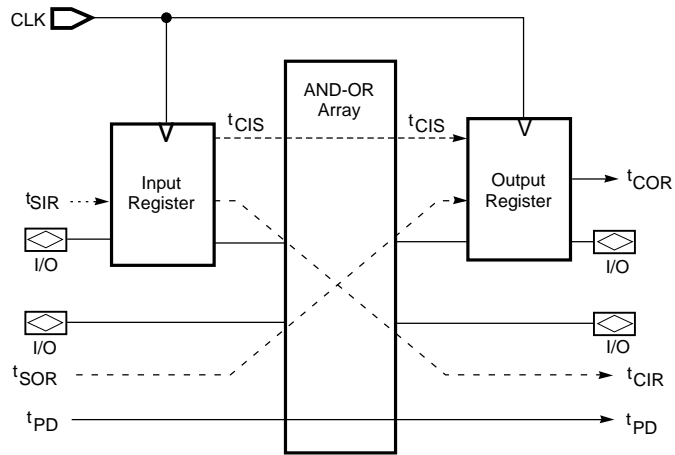 CLK
AND-OR
Array
tCIS
tCIS
Input
Register
Output
Register
tSIR
tCOR
I/O
I/O
I/O
I/O
tSOR
tCIR
tPD
tPD